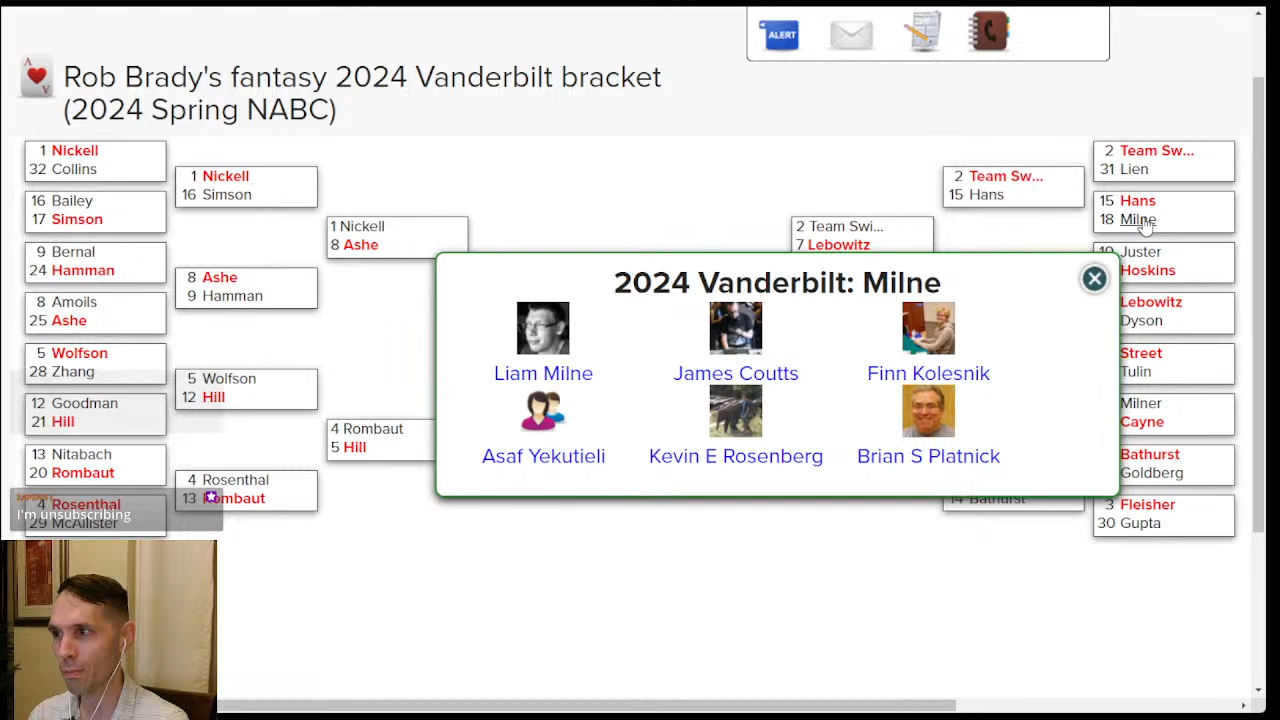 ALERT
Rob Brady's fantasy 2024 Vanderbilt bracket
(2024 Spring NABC)
1 Nickell
32 Collins
16 Bailey
17 Simson
9 Bernal
24 Hamman
8 Amoils
25 Ashe
5 Wolfson
28 Zhang
12 Goodman
21 Hill
13 Nitabach
20 Rombaut
4 Rosenthal
29 McAllister
I'm unsubscribing
1 Nickell
16 Simson
8 Ashe
9 Hamman
5 Wolfson
12 Hill
4 Rosenthal
13 Rombaut
1 Nickell
8 Ashe
4 Rombaut
5 Hill
2024 Vanderbilt: Milne
Liam Milne
James Coutts
Finn Kolesnik
Asaf Yekutieli
Kevin E Rosenberg
Brian S Platnick
2 Team Swi...
7 Lebowitz
2 Team Sw...
15 Hans
14 Bathurst
2 Team Sw...
31 Lien
15 Hans
18 Milne
10 Juster
Hoskins
Lebowitz
Dyson
Street
Tulin
Milner
Cayne
Bathurst
Goldberg
3 Fleisher
30 Gupta